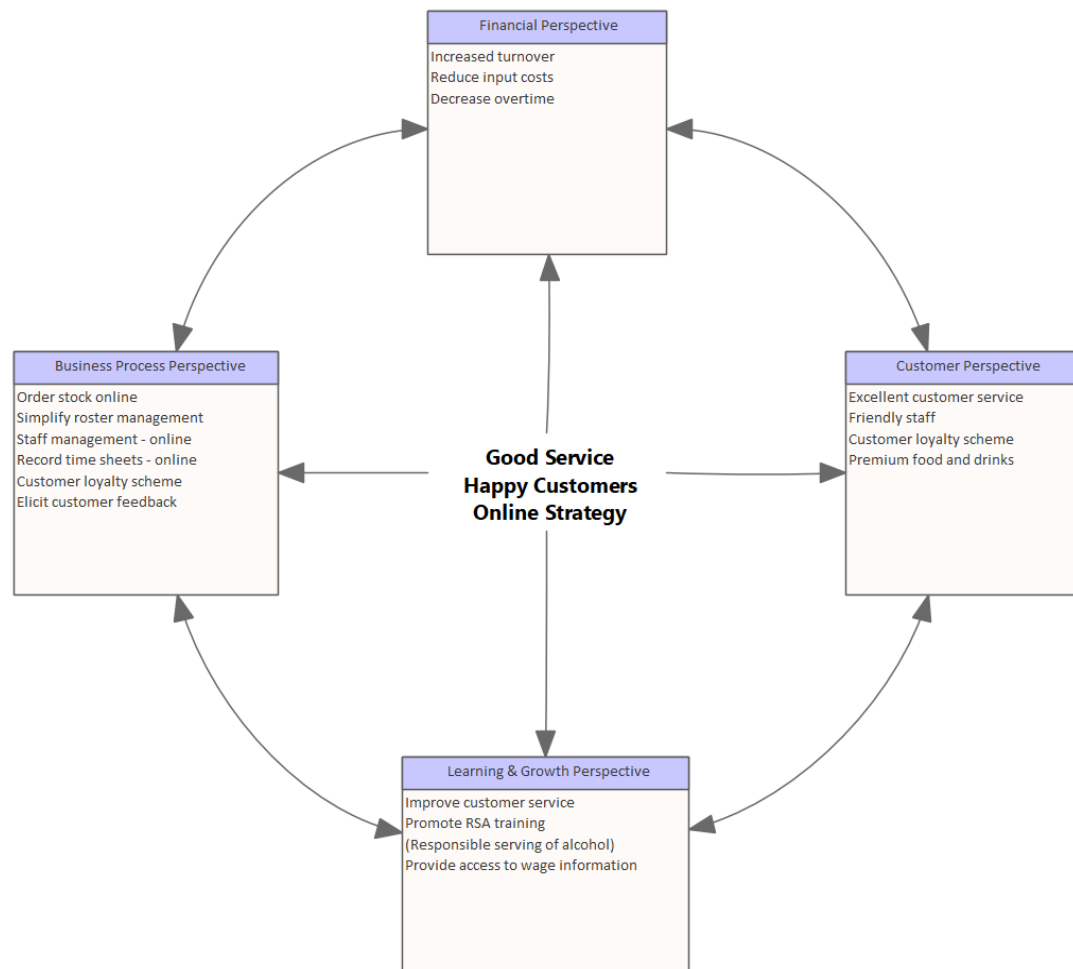 Financial Perspective
Increased turnover
Reduce input costs
Decrease overtime
Business Process Perspective
Order stock online
Simplify roster management
Staff management - online
Record time sheets - online
Customer loyalty scheme
Elicit customer feedback
Good Service
Happy Customers
Online Strategy
Customer Perspective
Excellent customer service
Friendly staff
Customer loyalty scheme
Premium food and drinks
Learning & Growth Perspective
Improve customer service
Promote RSA training
(Responsible serving of alcohol)
Provide access to wage information